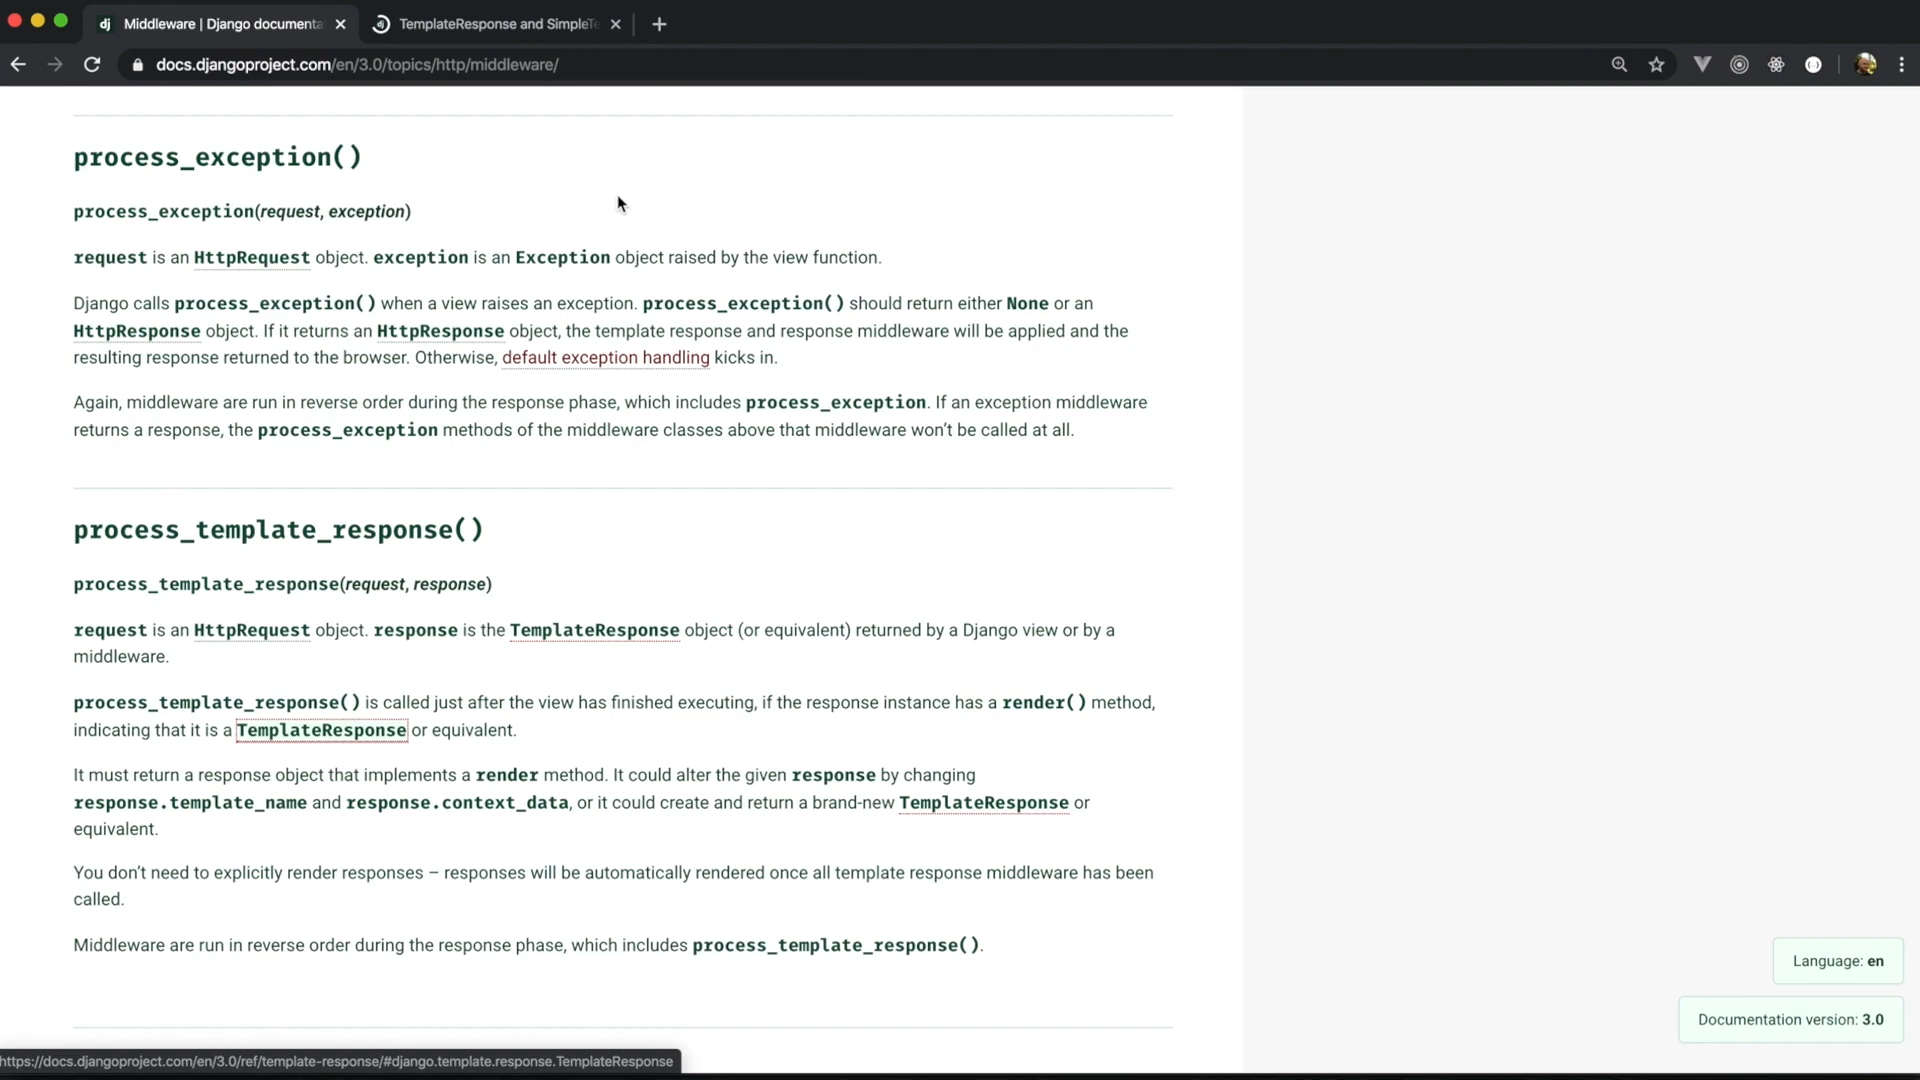 Middleware | Django documenta
TemplateResponse and SimpleTe
docs.djangoproject.com/en/3.0/topics/http/middleware/
process_exception()
process_exception(request, exception)
request is an HttpRequest object. exception is an Exception object raised by the view function.
Django calls process_exception() when a view raises an exception. process_exception() should return either None or an
HttpResponse object. If it returns an HttpResponse object, the template response and response middleware will be applied and the
resulting response returned to the browser. Otherwise, default exception handling kicks in.
Again, middleware are run in reverse order during the response phase, which includes process_exception. If an exception middleware
returns a response, the process_exception methods of the middleware classes above that middleware won’t be called at all.
process_template_response()
process_template_response(request, response)
request is an HttpRequest object. response is the TemplateResponse object (or equivalent) returned by a Django view or by a
middleware.
process_template_response() is called just after the view has finished executing, if the response instance has a render() method,
indicating that it is a TemplateResponse or equivalent.
It must return a response object that implements a render method. It could alter the given response by changing
response.template_name and response.context_data, or it could create and return a brand-new TemplateResponse or
equivalent.
You don’t need to explicitly render responses – responses will be automatically rendered once all template response middleware has been
called.
Middleware are run in reverse order during the response phase, which includes process_template_response().
Language: en
Documentation version: 3.0
https://docs.djangoproject.com/en/3.0/ref/template-response/#django.template.response.TemplateResponse